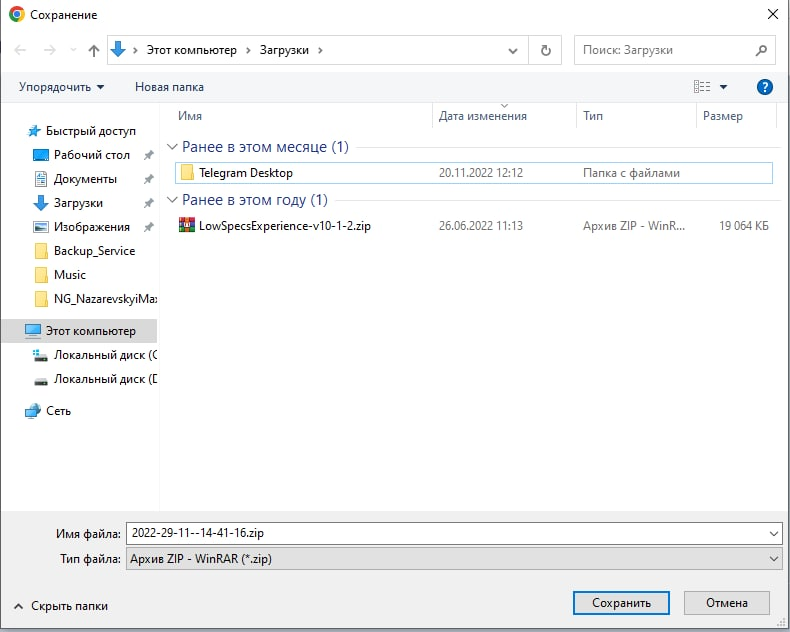 Сохранение
Этот компьютер > Загрузки >
Поиск: Загрузки
Упорядочить Новая папка
?
Имя Дата изменения Тип Размер
Ранее в этом месяце (1)
Telegram Desktop 20.11.2022 12:12 Папка с файлами
Ранее в этом году (1)
LowSpecsExperience-v10-1-2.zip 26.06.2022 11:13 Архив ZIP - WinR... 19 064 КБ
Быстрый доступ
Рабочий стол
Документы
Загрузки
Изображения
Backup_Service
Music
NG_NazarevskyiMa
Этот компьютер
Локальный диск (C
Локальный диск (D
Сеть
Имя файла: 2022-29-11--14-41-16.zip
Тип файла: Архив ZIP - WinRAR (*.zip)
Скрыть папки
Сохранить Отмена